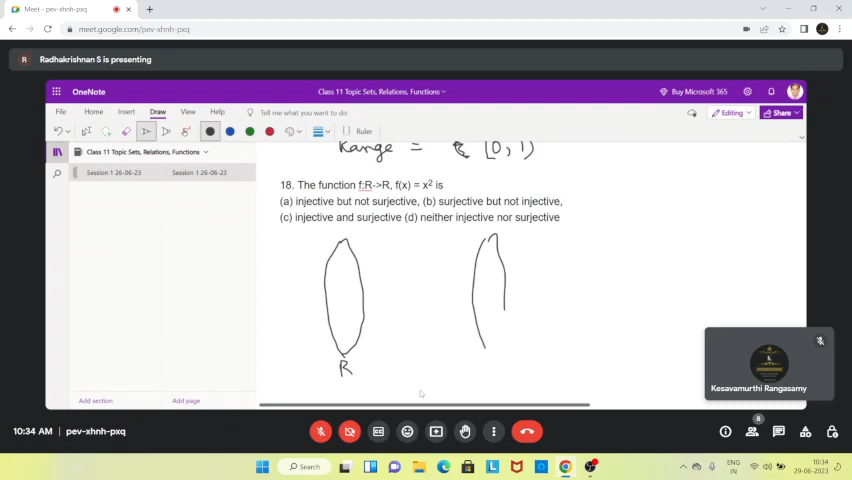 Meet - pev-xhnh-pxq
meet.google.com/pev-xhnh-pxq
R Radhakrishnan S is presenting
OneNote
Class 11 Topic Sets, Relations, Functions
Buy Microsoft 365
File Home Insert Draw View Help Tell me what you want to do
Editing Share
Ruler
Class 11 Topic Sets, Relations, Functions
Session 1 26-06-23 Session 1 26-06-23
Range = [0, 1)
18. The function f:R->R, f(x) = x² is
(a) injective but not surjective, (b) surjective but not injective,
(c) injective and surjective (d) neither injective nor surjective
R
K
Kesavamurthi Rangasamy
Add section Add page
10:34 AM pev-xhnh-pxq
8
Search
ENG
IN
10:34
29-06-2023